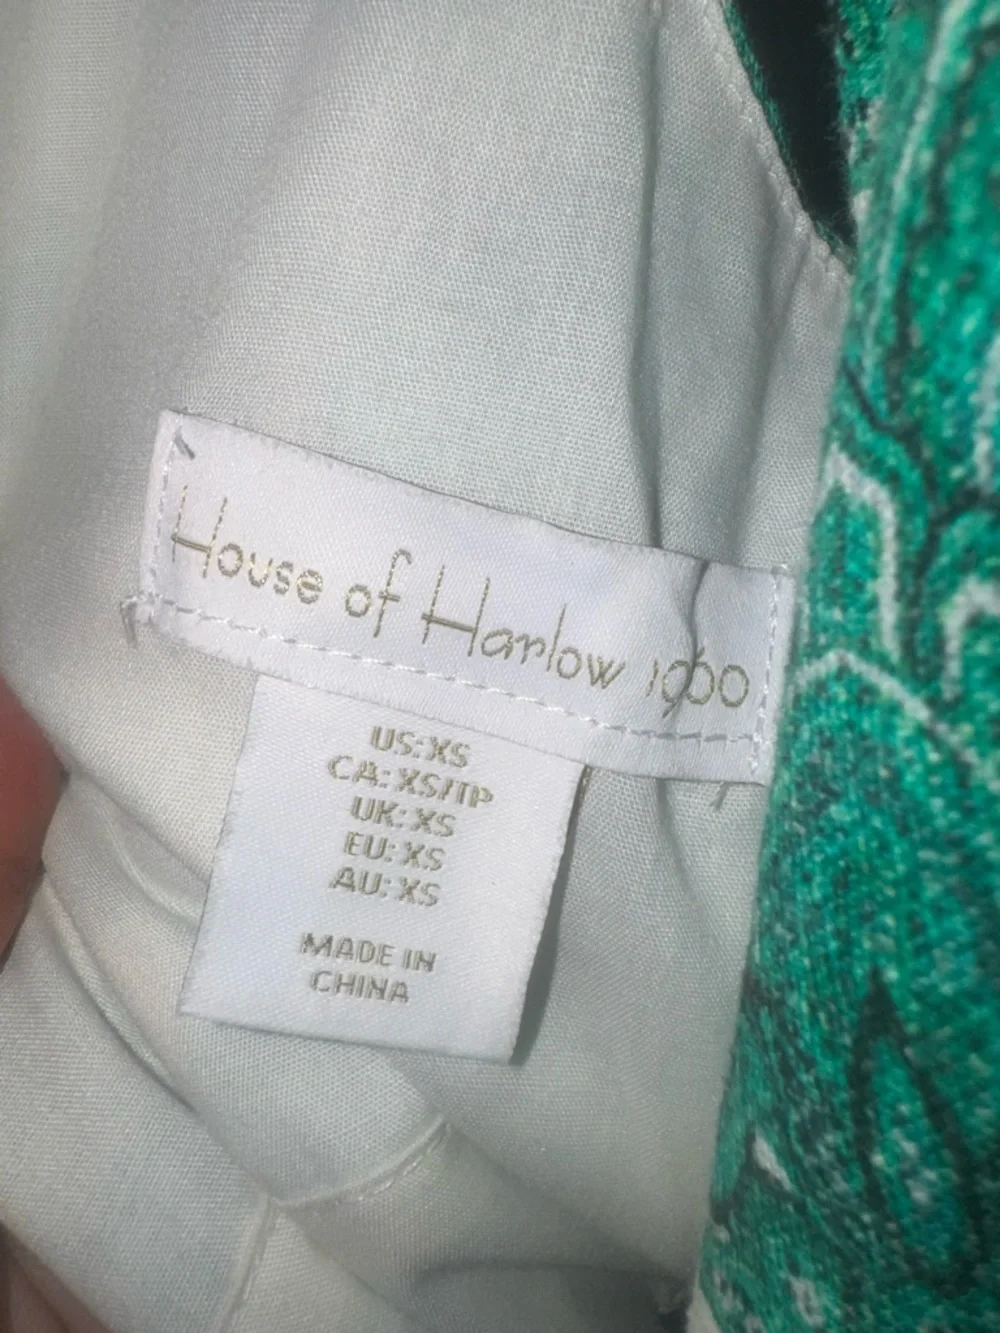 House of Harlow 1960
US: XS
CA: XS/TP
UK: XS
EU: XS
AU: XS
MADE IN
CHINA